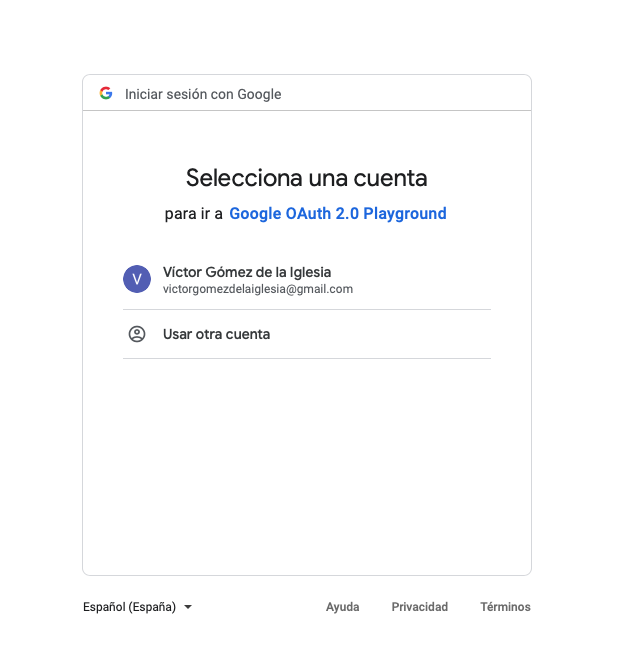 Iniciar sesión con Google
Selecciona una cuenta
para ir a Google OAuth 2.0 Playground
V
Víctor Gómez de la Iglesia
victorgomezdelaiglesia@gmail.com
Usar otra cuenta
Español (España)
Ayuda Privacidad Términos